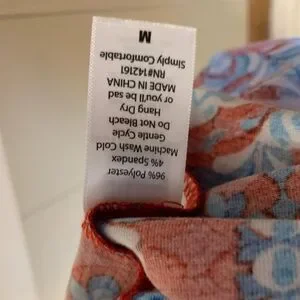 96% Polyester
4% Spandex
Machine Wash Cold
Gentle Cycle
Do Not Bleach
Hang Dry
or you'll be sad
MADE IN CHINA
RN#142161
Simply Comfortable
M